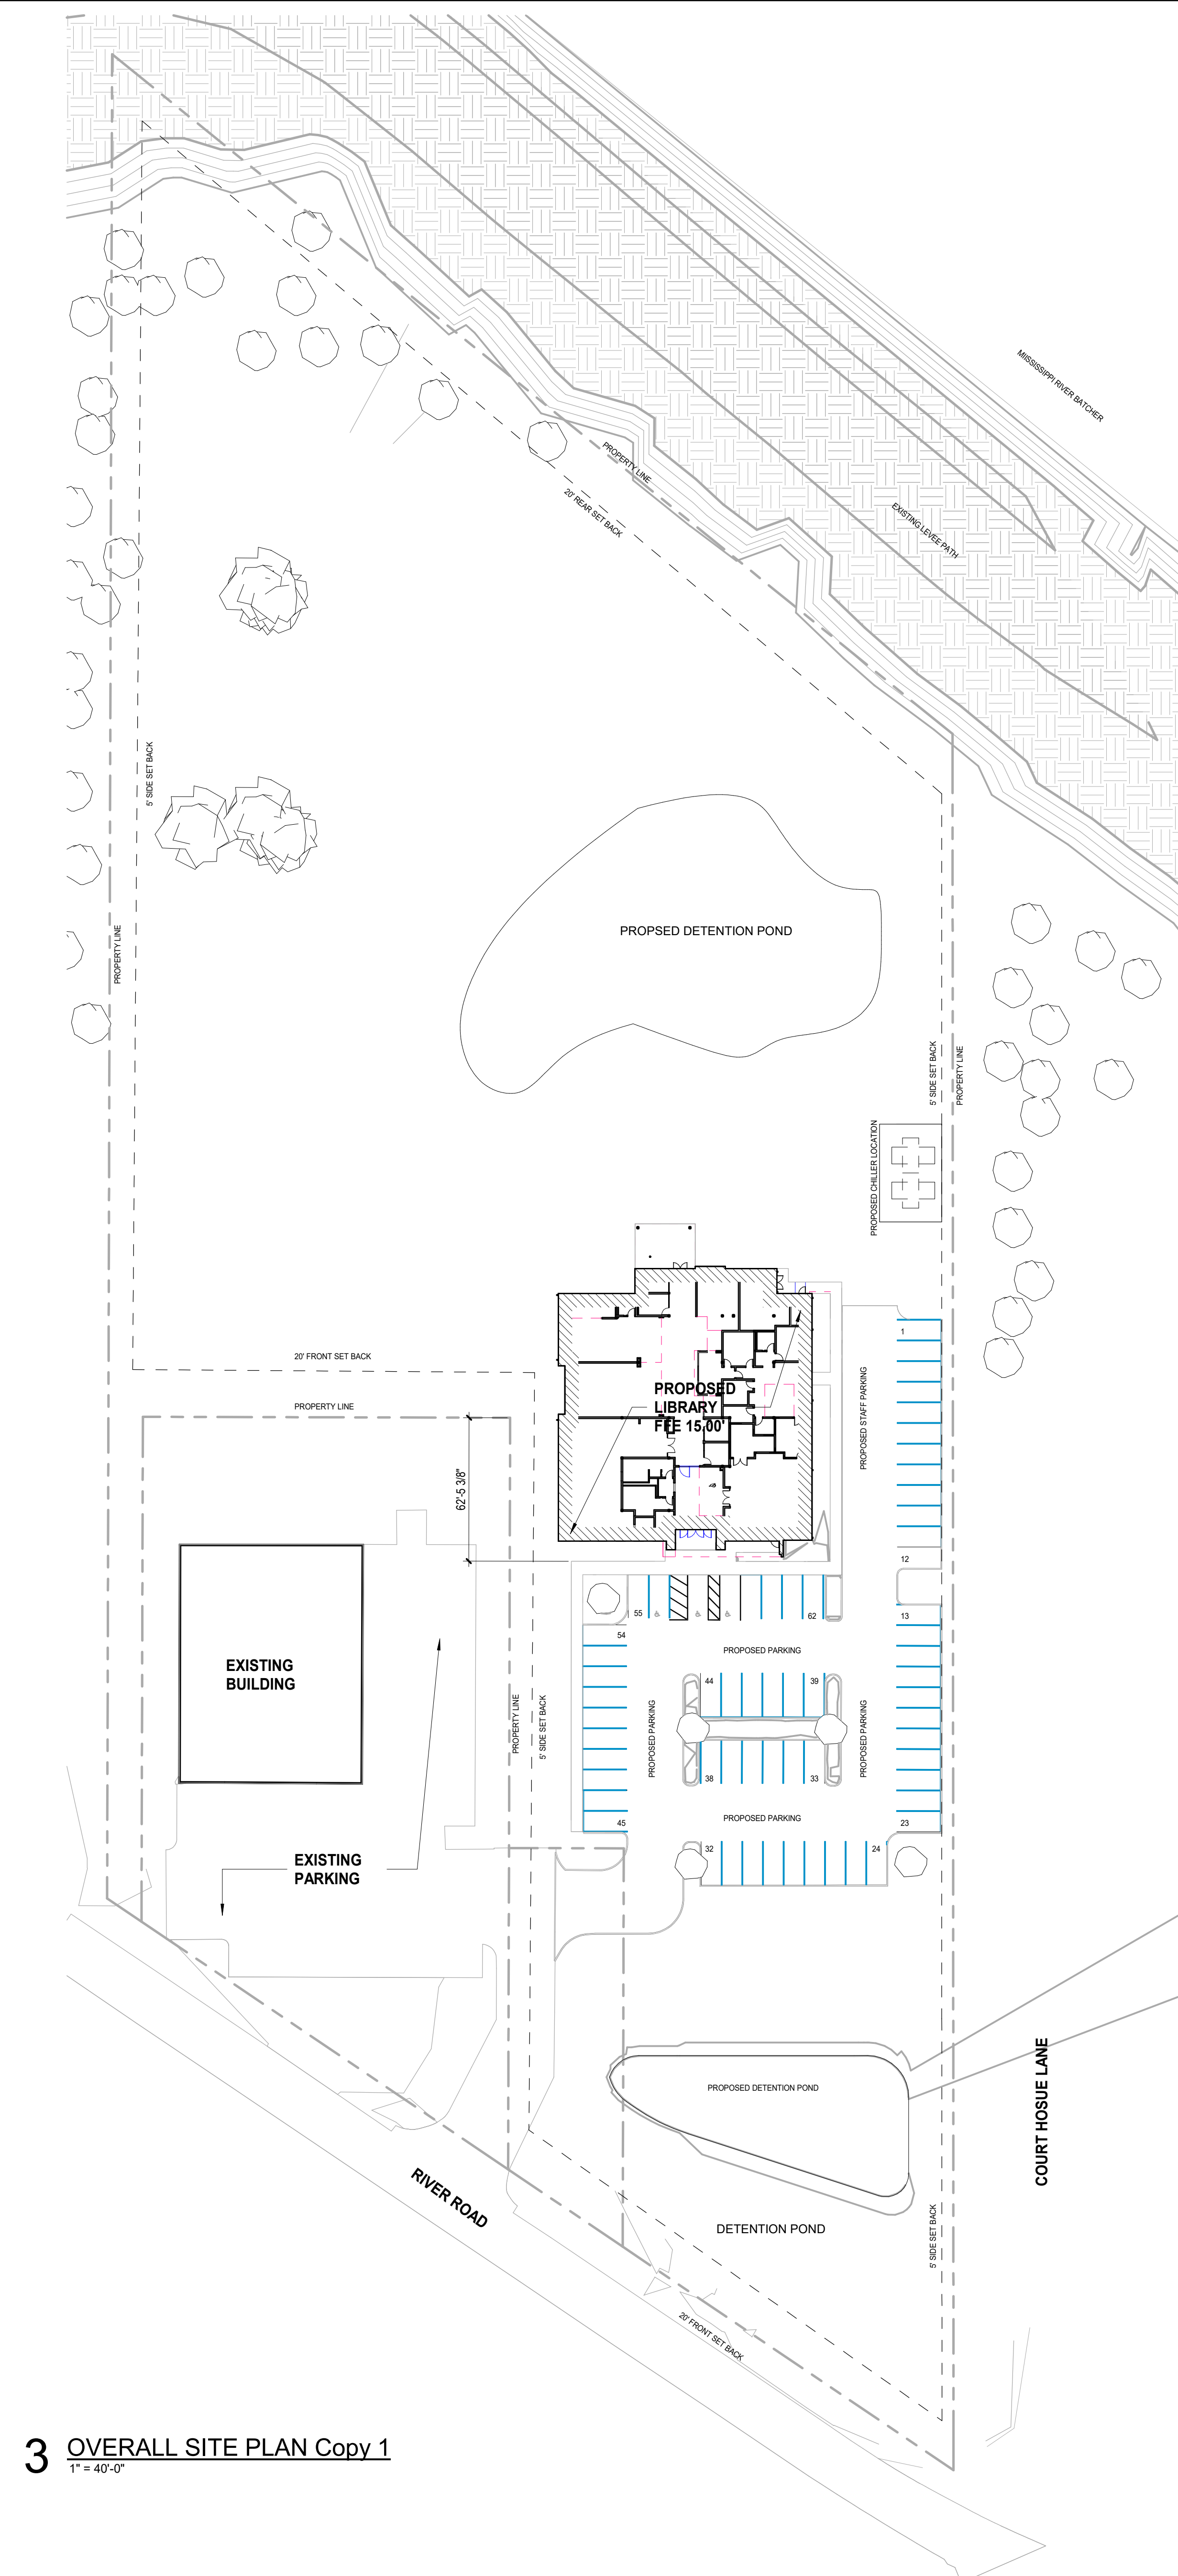 MIISSISSIPPI RIVER BATCHER
PROPERTY LINE
20' REAR SET BACK
EXISTING LEVEE PATH
5' SIDE SET BACK
PROPERTY LINE
PROPSED DETENTION POND
5' SIDE SET BACK
PROPERTY LINE
PROPOSED CHILLER LOCATION
20' FRONT SET BACK
PROPERTY LINE
62'-5 3/8"
PROPOSED
LIBRARY
FFE 15.00'
1
PROPOSED STAFF PARKING
12
13
55
62
54
PROPOSED PARKING
44
39
PROPOSED PARKING
PROPOSED PARKING
38
33
PROPOSED PARKING
45
23
32
24
EXISTING
BUILDING
PROPERTY LINE
5' SIDE SET BACK
EXISTING
PARKING
PROPOSED DETENTION POND
COURT HOSUE LANE
RIVER ROAD
DETENTION POND
5' SIDE SET BACK
20' FRONT SET BACK
3
OVERALL SITE PLAN Copy 1
1" = 40'-0"